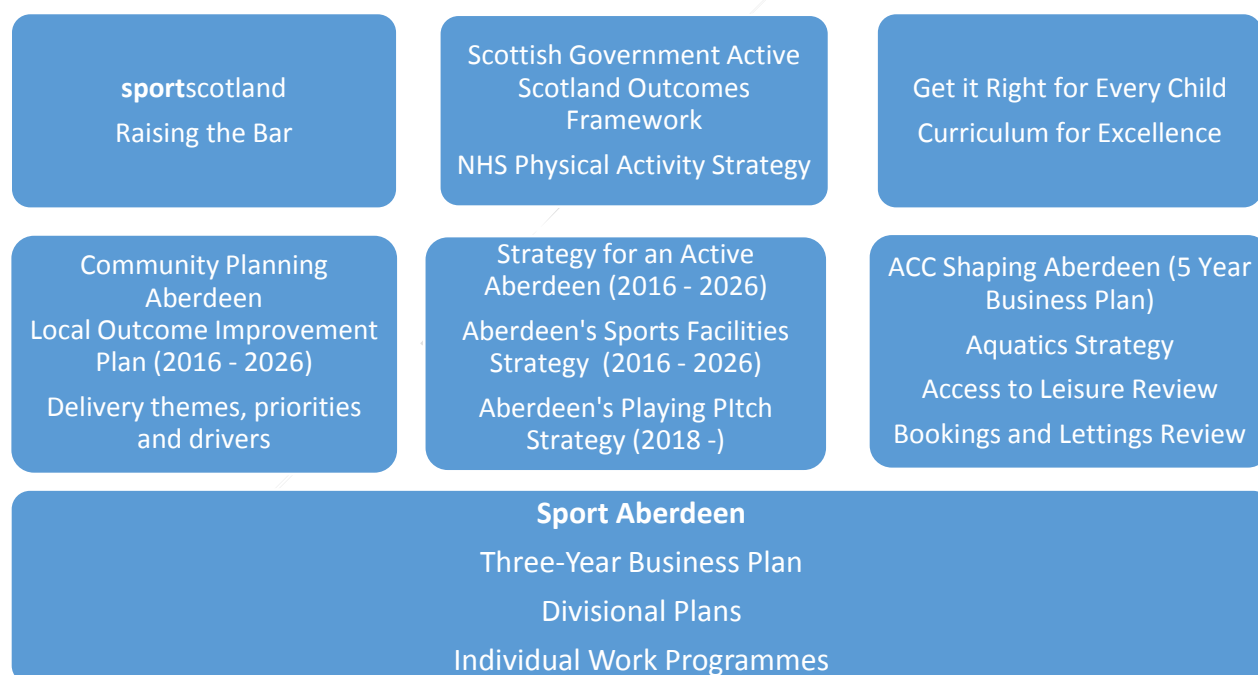 sportscotland
Raising the Bar
Scottish Government Active
Scotland Outcomes
Framework
NHS Physical Activity Strategy
Get it Right for Every Child
Curriculum for Excellence
Community Planning
Aberdeen
Local Outcome Improvement
Plan (2016 - 2026)
Delivery themes, priorities
and drivers
Strategy for an Active
Aberdeen (2016 - 2026)
Aberdeen's Sports Facilities
Strategy (2016 - 2026)
Aberdeen's Playing PItch
Strategy (2018 -)
ACC Shaping Aberdeen (5 Year
Business Plan)
Aquatics Strategy
Access to Leisure Review
Bookings and Lettings Review
Sport Aberdeen
Three-Year Business Plan
Divisional Plans
Individual Work Programmes